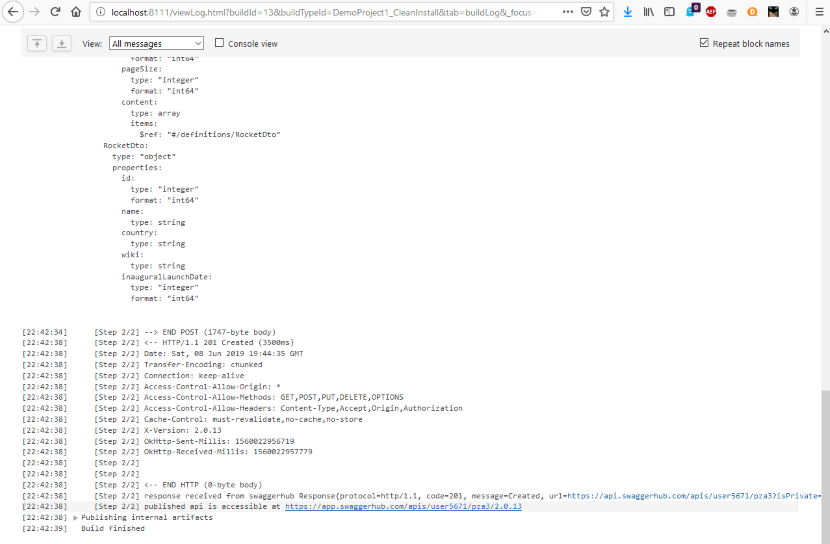 localhost:8111/viewLog.html?buildId=13&buildTypeId=DemoProject1_CleanInstall&tab=buildLog&_focus=
0
ABP
View: All messages Console view Repeat block names
format: "int64"
pageSize:
type: "integer"
format: "int64"
content:
type: array
items:
$ref: "#/definitions/RocketDto"
RocketDto:
type: "object"
properties:
id:
type: "integer"
format: "int64"
name:
type: string
country:
type: string
wiki:
type: string
inauguralLaunchDate:
type: "integer"
format: "int64"
[22:42:34] [Step 2/2] --> END POST (1747-byte body)
[22:42:38] [Step 2/2] <-- HTTP/1.1 201 Created (3500ms)
[22:42:38] [Step 2/2] Date: Sat, 08 Jun 2019 19:44:35 GMT
[22:42:38] [Step 2/2] Transfer-Encoding: chunked
[22:42:38] [Step 2/2] Connection: keep-alive
[22:42:38] [Step 2/2] Access-Control-Allow-Origin: *
[22:42:38] [Step 2/2] Access-Control-Allow-Methods: GET,POST,PUT,DELETE,OPTIONS
[22:42:38] [Step 2/2] Access-Control-Allow-Headers: Content-Type,Accept,Origin,Authorization
[22:42:38] [Step 2/2] Cache-Control: must-revalidate,no-cache,no-store
[22:42:38] [Step 2/2] X-Version: 2.0.13
[22:42:38] [Step 2/2] OkHttp-Sent-Millis: 1560022956719
[22:42:38] [Step 2/2] OkHttp-Received-Millis: 1560022957779
[22:42:38] [Step 2/2]
[22:42:38] [Step 2/2]
[22:42:38] [Step 2/2] <-- END HTTP (0-byte body)
[22:42:38] [Step 2/2] response received from swaggerhub Response{protocol=http/1.1, code=201, message=Created, url=https://api.swaggerhub.com/apis/user5671/pza3?isPrivate=
[22:42:38] [Step 2/2] published api is accessible at https://app.swaggerhub.com/apis/user5671/pza3/2.0.13
[22:42:38] Publishing internal artifacts
[22:42:39] Build finished